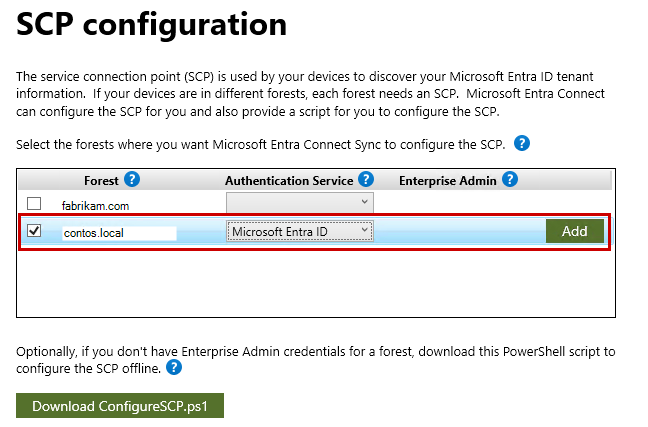 SCP configuration
The service connection point (SCP) is used by your devices to discover your Microsoft Entra ID tenant
information.  If your devices are in different forests, each forest needs an SCP.  Microsoft Entra Connect
can configure the SCP for you and also provide a script for you to configure the SCP.
Select the forests where you want Microsoft Entra Connect Sync to configure the SCP. ?
Forest ? Authentication Service ? Enterprise Admin ?
fabrikam.com
contos.local Microsoft Entra ID Add
Optionally, if you don't have Enterprise Admin credentials for a forest, download this PowerShell script to
configure the SCP offline. ?
Download ConfigureSCP.ps1